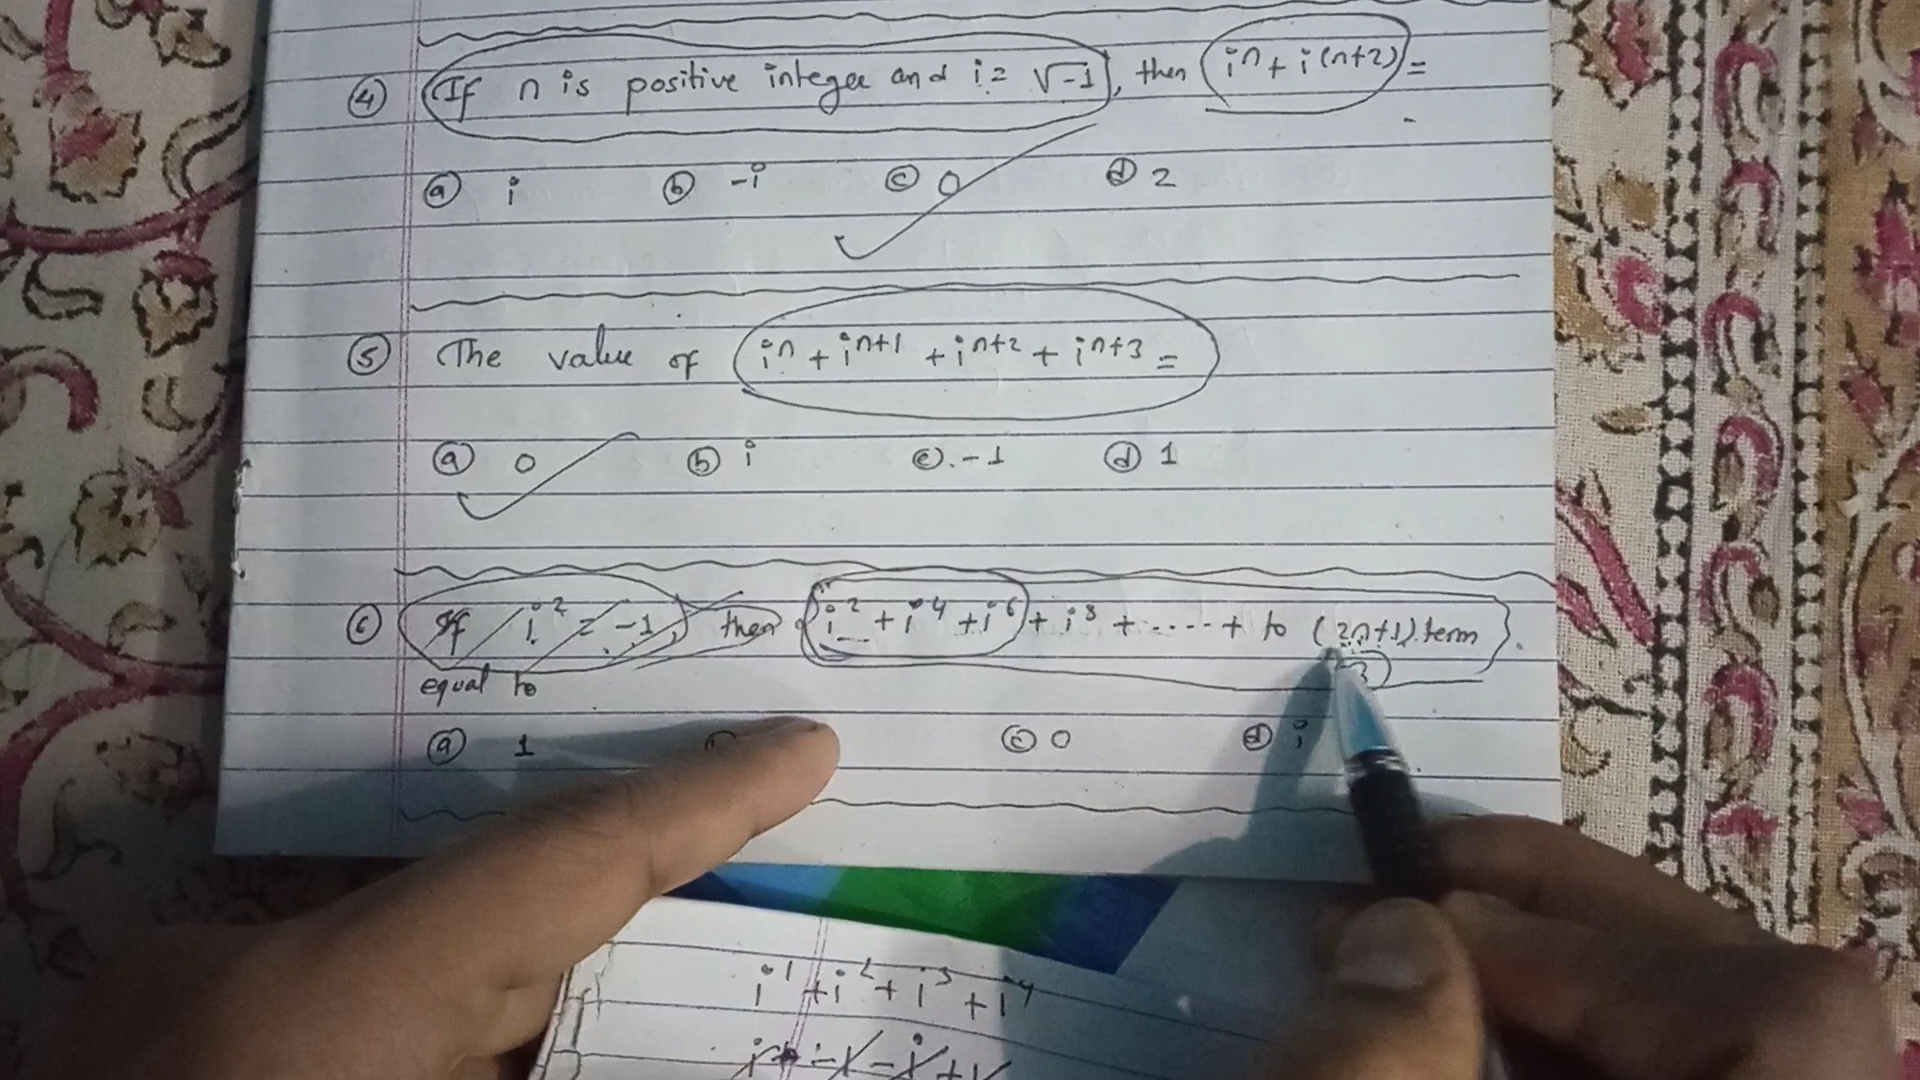 ④ If n is positive integer and i = √-1, then iⁿ + i⁽ⁿ⁺²⁾ =
ⓐ i ⓑ -i ⓒ 0 ⓓ 2
⑤ The value of iⁿ + iⁿ⁺¹ + iⁿ⁺² + iⁿ⁺³ =
ⓐ 0 ⓑ i ⓒ -1 ⓓ 1
⑥ If i² = -1, then i² + i⁴ + i⁶ + i⁸ + ..... + to (2n+1) term
3
equal to
ⓐ 1 ⓒ 0 ⓓ i
i¹ + i² + i³ + i⁴